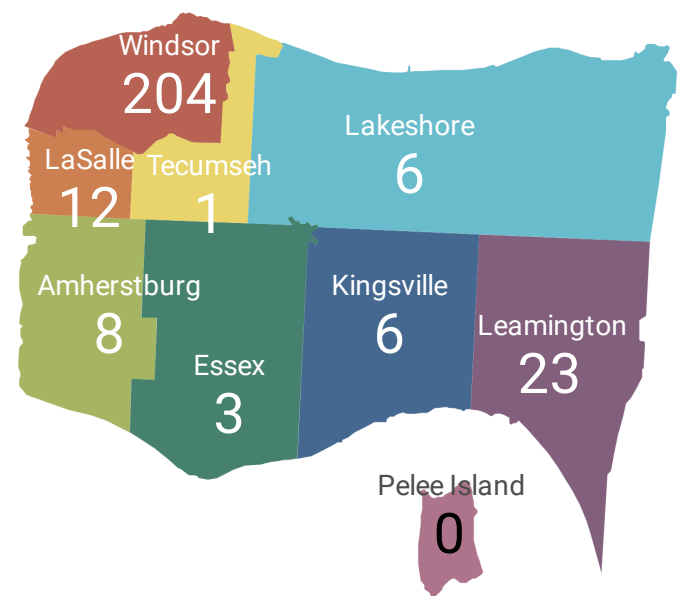 Windsor
204
LaSalle
12
Tecumseh
1
Lakeshore
6
Amherstburg
8
Essex
3
Kingsville
6
Leamington
23
Pelee Island
0